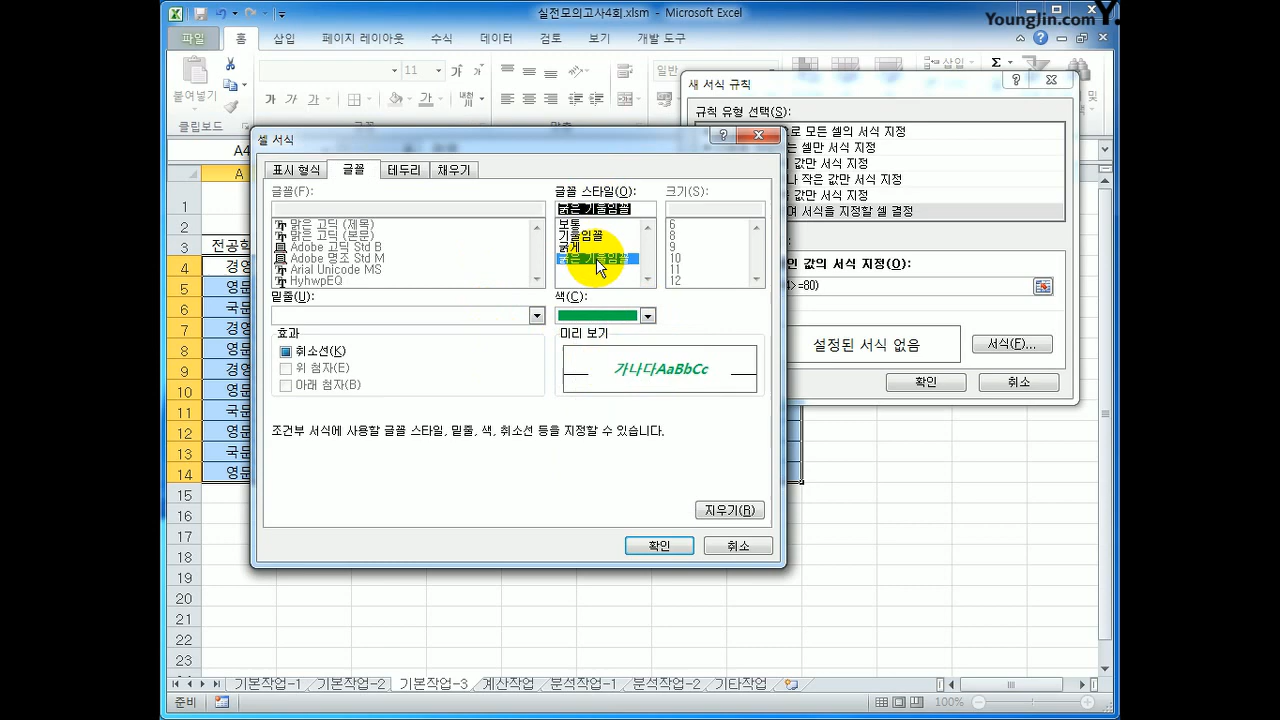 실전모의고사4회.xlsm - Microsoft Excel
YoungJin.com Y.
파일 홈 삽입 페이지 레이아웃 수식 데이터 검토 보기 개발 도구
붙여넣기
클립보드
11
가 가 가
일반
삽입
새 서식 규칙
규칙 유형 선택(S):
로 모든 셀의 서식 지정
는 셀만 서식 지정
값만 서식 지정
나 작은 값만 서식 지정
값만 서식 지정
여 서식을 지정할 셀 결정
인 값의 서식 지정(O):
4>=80)
설정된 서식 없음
서식(F)...
확인 취소
셀 서식
표시 형식 글꼴 테두리 채우기
글꼴(F):
맑은 고딕 (제목)
맑은 고딕 (본문)
Adobe 고딕 Std B
Adobe 명조 Std M
Arial Unicode MS
HyhwpEQ
글꼴 스타일(O):
굵은 기울임꼴
보통
기울임꼴
굵게
굵은 기울임꼴
크기(S):
6
8
9
10
11
12
밑줄(U):
색(C):
효과
취소선(K)
위 첨자(E)
아래 첨자(B)
미리 보기
가나다AaBbCc
조건부 서식에 사용할 글꼴 스타일, 밑줄, 색, 취소선 등을 지정할 수 있습니다.
지우기(R)
확인 취소
A4
A
1
2
3 전공학
4 경영
5 영문
6 국문
7 경영
8 영문
9 경영
10 영문
11 국문
12 영문
13 국문
14 영문
15
16
17
18
19
20
21
22
23
기본작업-1 기본작업-2 기본작업-3 계산작업 분석작업-1 분석작업-2 기타작업
준비
100%